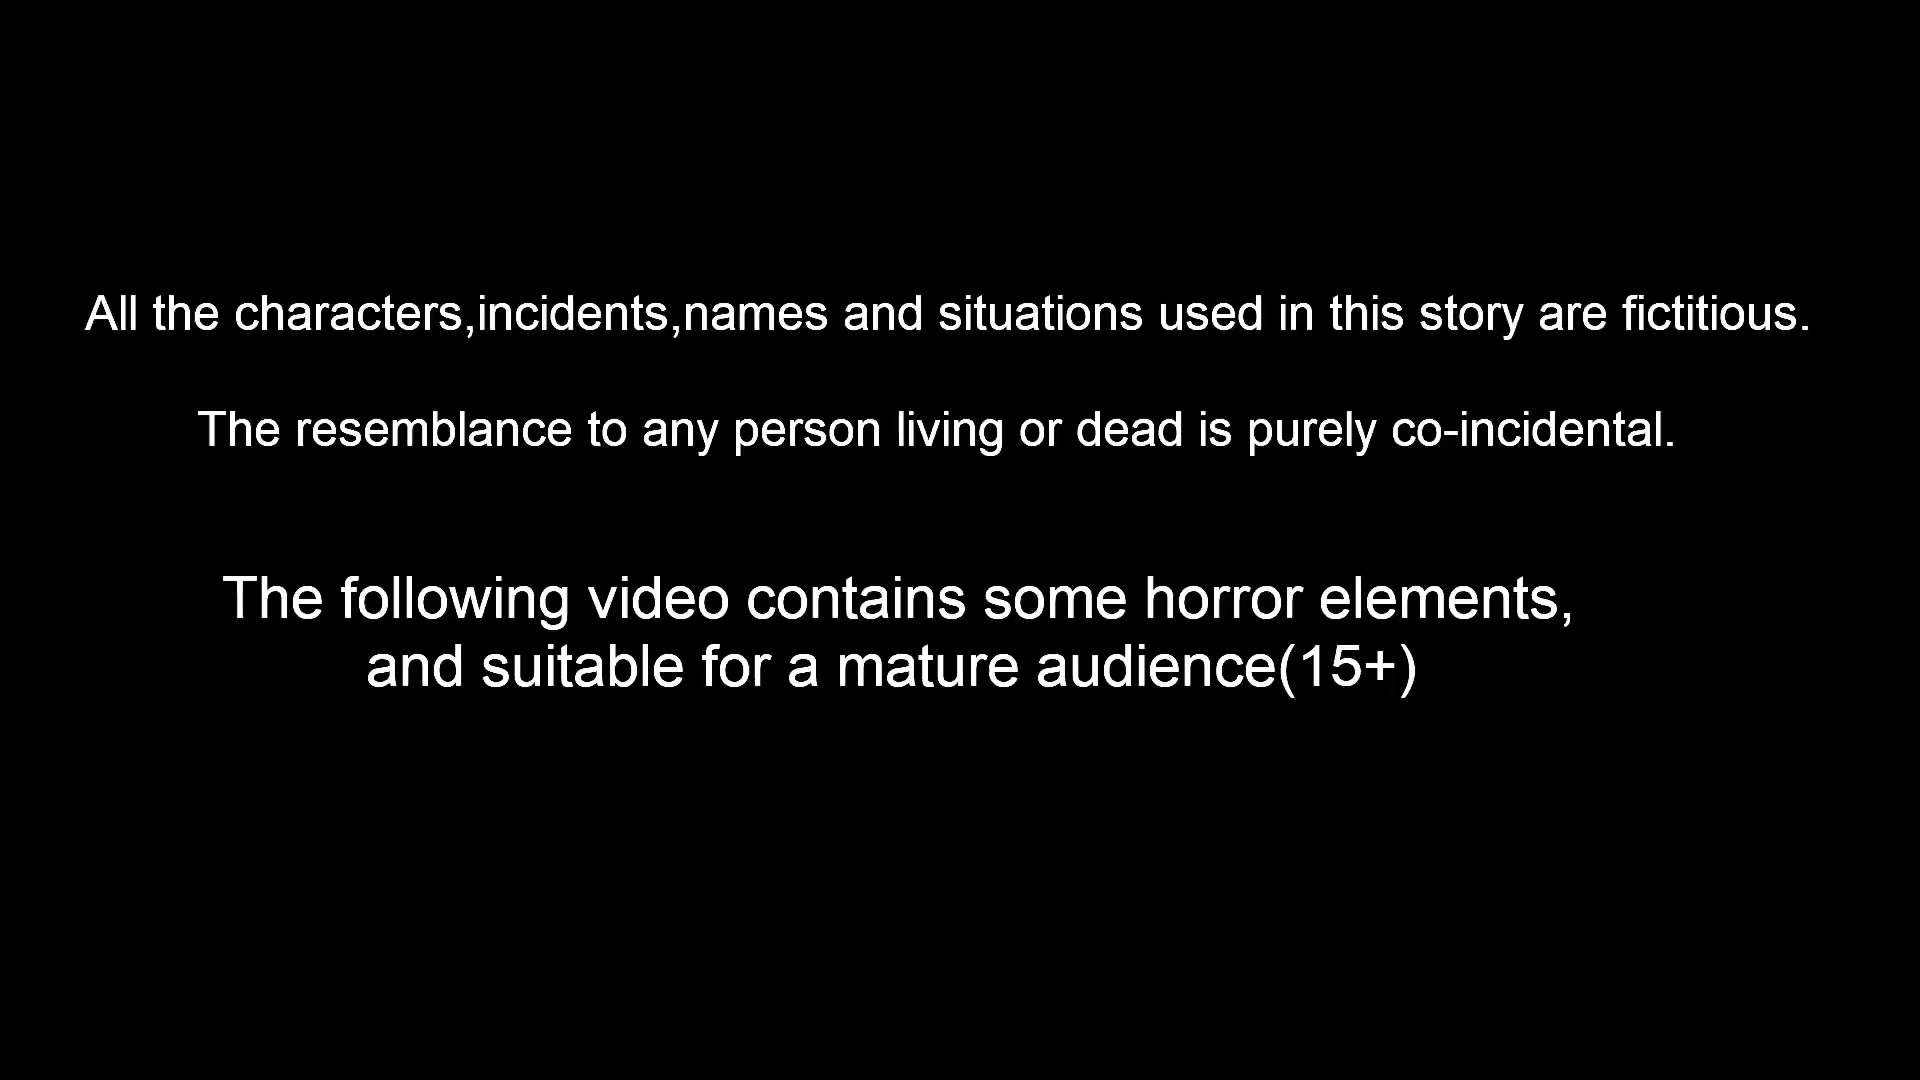 All the characters,incidents,names and situations used in this story are fictitious.
The resemblance to any person living or dead is purely co-incidental.
The following video contains some horror elements,
and suitable for a mature audience(15+)